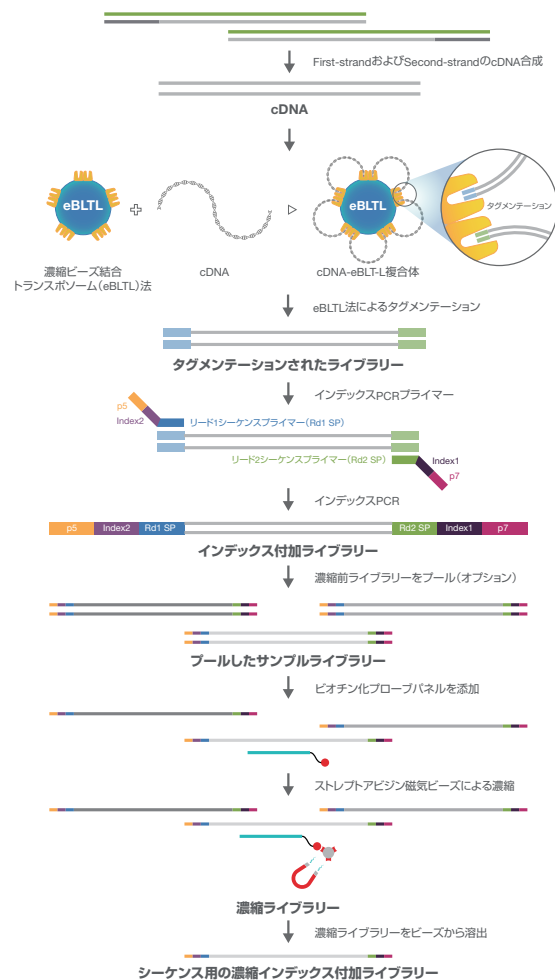 First-strandおよびSecond-strandのcDNA合成
cDNA
eBLTL
eBLTL
タグメンテーション
濃縮ビーズ結合
トランスポソーム(eBLTL)法
cDNA
cDNA-eBLT-L複合体
eBLTL法によるタグメンテーション
タグメンテーションされたライブラリー
インデックスPCRプライマー
p5
Index2
リード1シーケンスプライマー(Rd1 SP)
リード2シーケンスプライマー(Rd2 SP)
Index1
p7
インデックスPCR
p5 Index2 Rd1 SP Rd2 SP Index1 p7
インデックス付加ライブラリー
濃縮前ライブラリーをプール(オプション)
プールしたサンプルライブラリー
ビオチン化プローブパネルを添加
ストレプトアビジン磁気ビーズによる濃縮
濃縮ライブラリー
濃縮ライブラリーをビーズから溶出
シーケンス用の濃縮インデックス付加ライブラリー